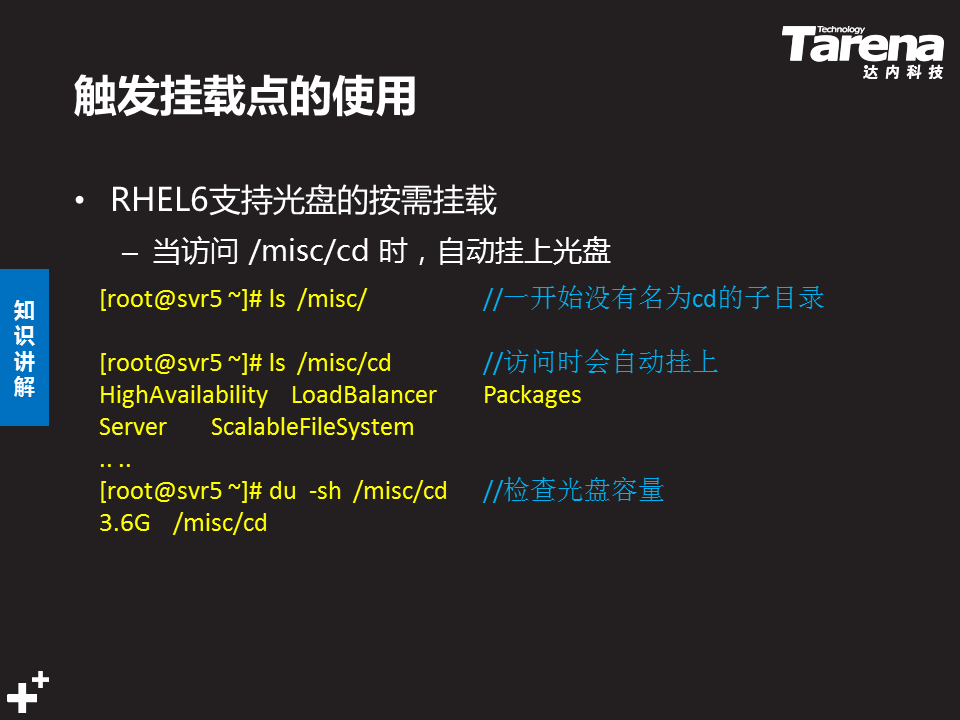 Technology
Tarena
达内科技
触发挂载点的使用
• RHEL6支持光盘的按需挂载
– 当访问 /misc/cd 时，自动挂上光盘
知识讲解
[root@svr5 ~]# ls /misc/ //一开始没有名为cd的子目录
[root@svr5 ~]# ls /misc/cd //访问时会自动挂上
HighAvailability LoadBalancer Packages
Server ScalableFileSystem
.. ..
[root@svr5 ~]# du -sh /misc/cd //检查光盘容量
3.6G /misc/cd